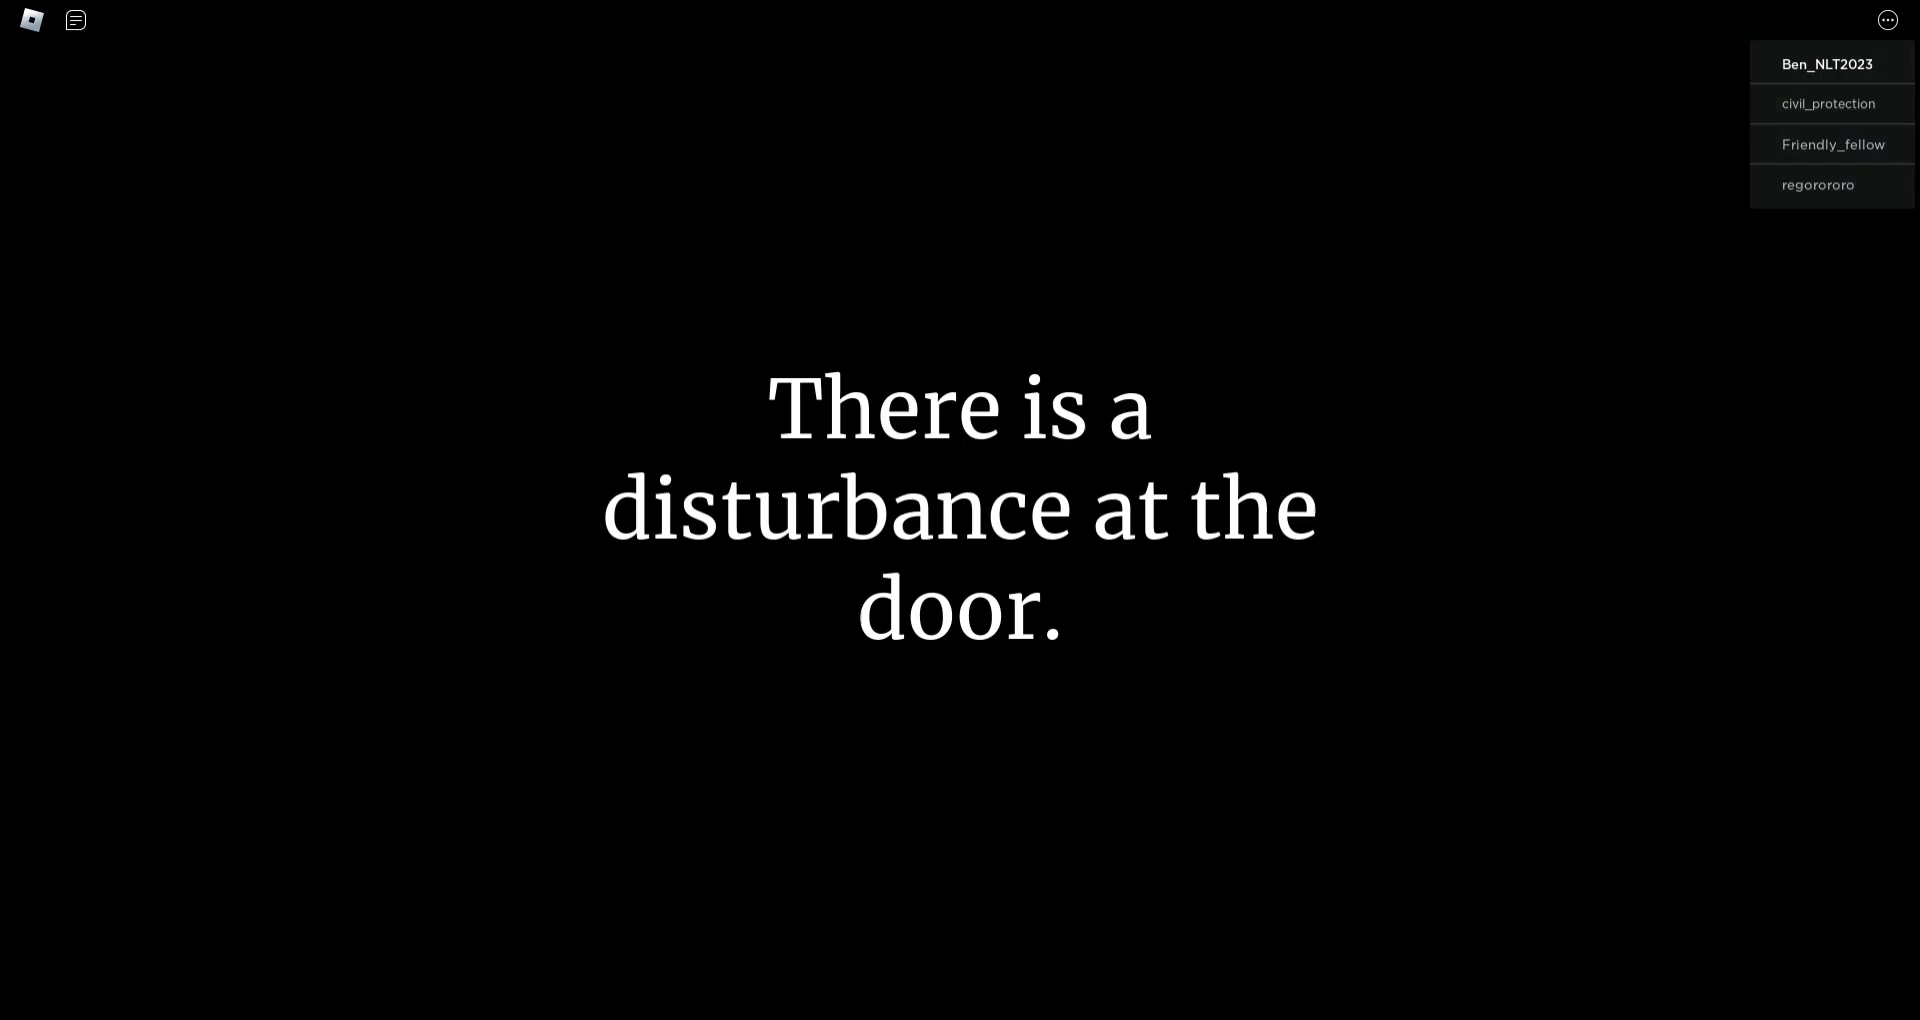 Ben_NLT2023
civil_protection
Friendly_fellow
regorororo
There is a
disturbance at the
door.